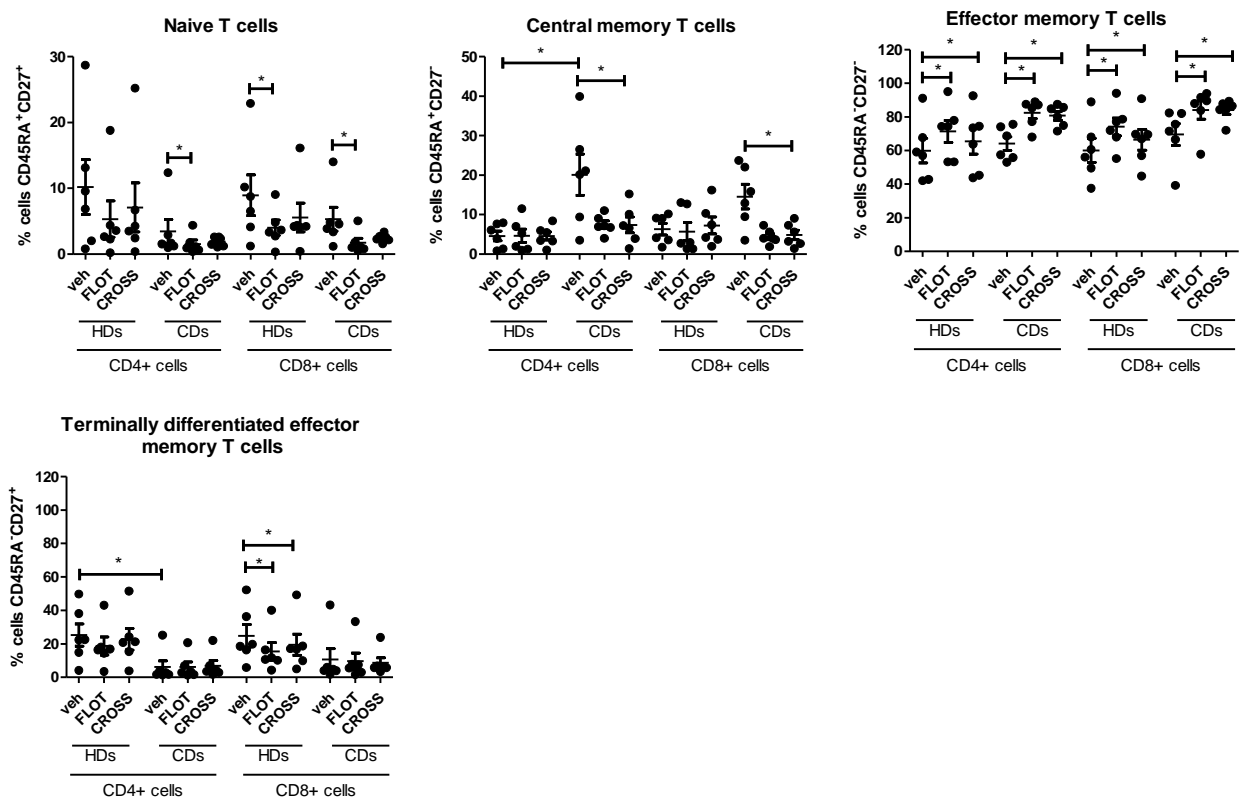 Naive T cells
% cells CD45RA⁺CD27⁺
30
20
10
0
*
*
*
*
veh
FLOT
CROSS
veh
FLOT
CROSS
veh
FLOT
CROSS
veh
FLOT
CROSS
HDs
CDs
HDs
CDs
CD4+ cells
CD8+ cells
Central memory T cells
% cells CD45RA⁺CD27⁻
50
40
30
20
10
0
*
*
*
veh
FLOT
CROSS
veh
FLOT
CROSS
veh
FLOT
CROSS
veh
FLOT
CROSS
HDs
CDs
HDs
CDs
CD4+ cells
CD8+ cells
Effector memory T cells
% cells CD45RA⁻CD27⁻
120
100
80
60
40
20
0
*
*
*
*
*
*
*
*
veh
FLOT
CROSS
veh
FLOT
CROSS
veh
FLOT
CROSS
veh
FLOT
CROSS
HDs
CDs
HDs
CDs
CD4+ cells
CD8+ cells
Terminally differentiated effector
memory T cells
% cells CD45RA⁻CD27⁺
120
100
80
60
40
20
0
*
*
*
veh
FLOT
CROSS
veh
FLOT
CROSS
veh
FLOT
CROSS
veh
FLOT
CROSS
HDs
CDs
HDs
CDs
CD4+ cells
CD8+ cells